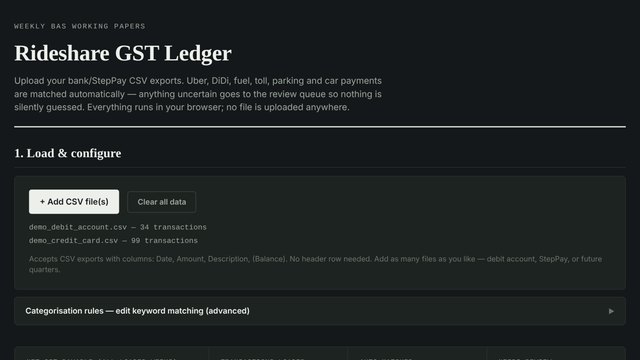 WEEKLY BAS WORKING PAPERS
Rideshare GST Ledger
Upload your bank/StepPay CSV exports. Uber, DiDi, fuel, toll, parking and car payments
are matched automatically — anything uncertain goes to the review queue so nothing is
silently guessed. Everything runs in your browser; no file is uploaded anywhere.
1. Load & configure
+ Add CSV file(s)
Clear all data
demo_debit_account.csv — 34 transactions
demo_credit_card.csv — 99 transactions
Accepts CSV exports with columns: Date, Amount, Description, (Balance). No header row needed. Add as many files as you like — debit account, StepPay, or future
quarters.
Categorisation rules — edit keyword matching (advanced)